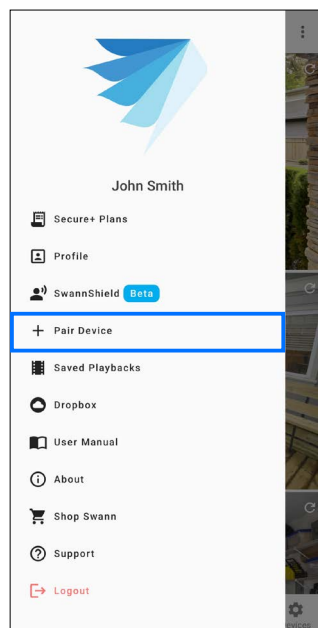 John Smith
Secure+ Plans
Profile
SwannShield Beta
Pair Device
Saved Playbacks
Dropbox
User Manual
About
Shop Swann
Support
Logout